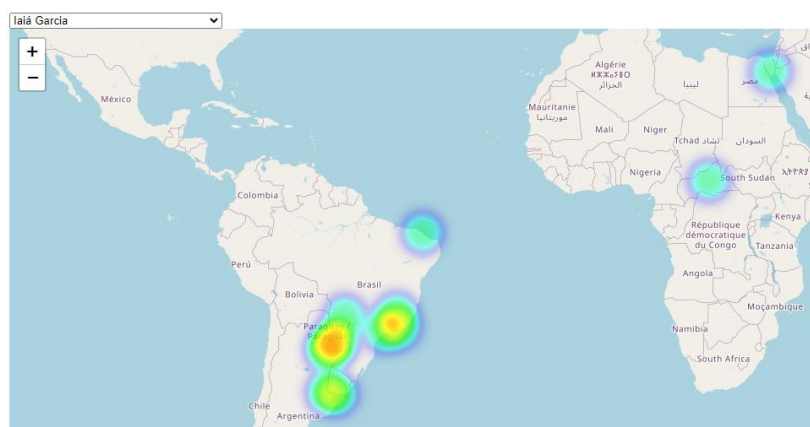 Iaiá Garcia
+
−
México
Colombia
Perú
Brasil
Bolivia
Chile
Argentina
Algérie
ⵍⵣⵣⴰⵢⴻⵔ
الجزائر
ليبيا
مصر
Mauritanie
موريتانيا
Mali
Niger
Tchad تشاد
السودان
Nigeria
South Sudan
République
démocratique
du Congo
Kenya
Tanzania
Angola
Moçambique
Namibia
South Africa